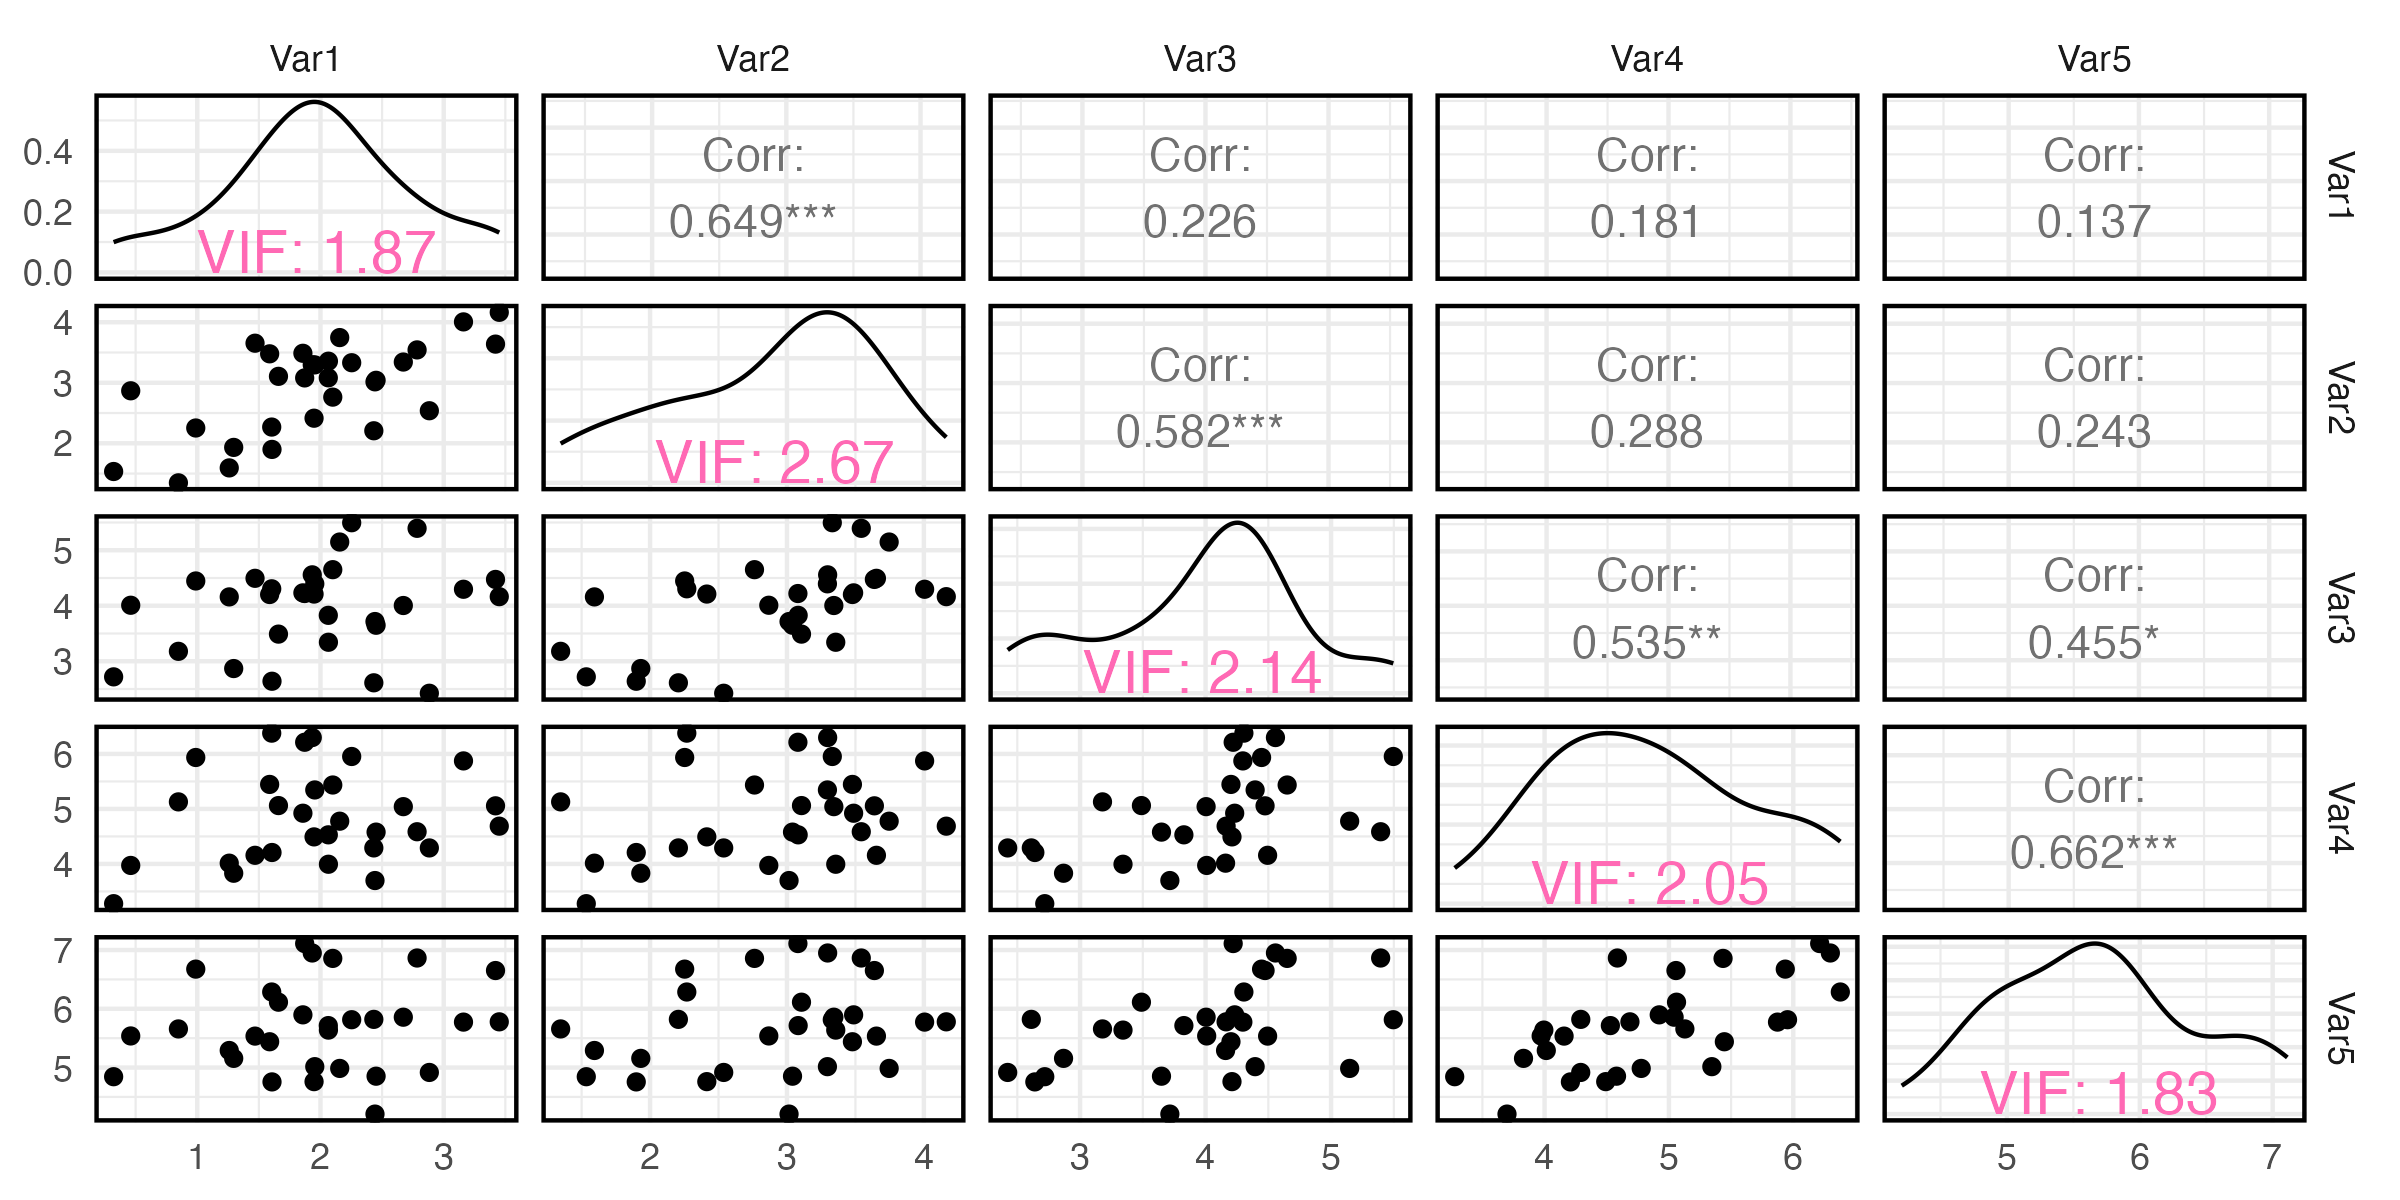 Var1 Var2 Var3 Var4 Var5
0.4
0.2
0.0
VIF: 1.87
Corr:
0.649***
Corr:
0.226
Corr:
0.181
Corr:
0.137
Var1
4
3
2
VIF: 2.67
Corr:
0.582***
Corr:
0.288
Corr:
0.243
Var2
5
4
3
VIF: 2.14
Corr:
0.535**
Corr:
0.455*
Var3
6
5
4
VIF: 2.05
Corr:
0.662***
Var4
7
6
5
VIF: 1.83
Var5
1 2 3 2 3 4 3 4 5 4 5 6 5 6 7